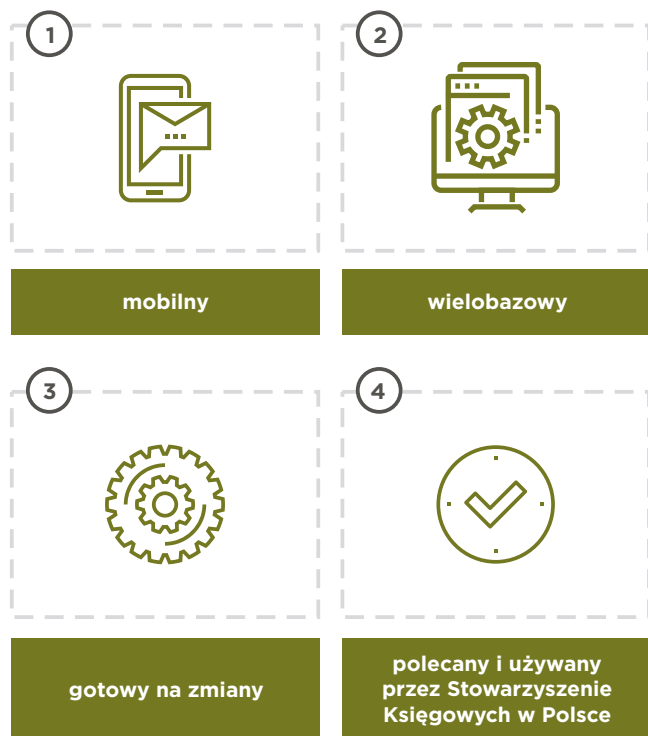 1
2
mobilny
wielobazowy
3
4
gotowy na zmiany
polecany i używany
przez Stowarzyszenie
Księgowych w Polsce